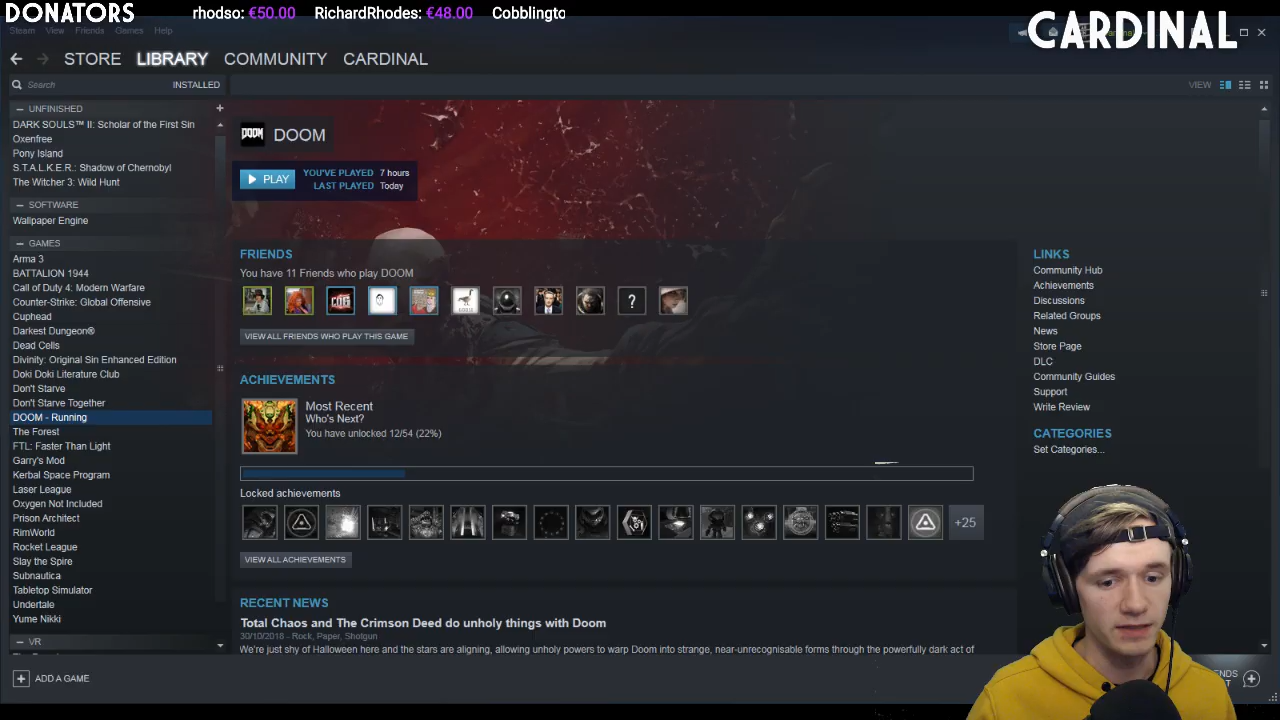 DONATORS
rhodso: €50.00 RichardRhodes: €48.00 Cobblingto
CARDINAL
Steam View Friends Games Help
STORE LIBRARY COMMUNITY CARDINAL
Search INSTALLED VIEW
UNFINISHED
DARK SOULS™ II: Scholar of the First Sin
Oxenfree
Pony Island
S.T.A.L.K.E.R.: Shadow of Chernobyl
The Witcher 3: Wild Hunt
SOFTWARE
Wallpaper Engine
GAMES
Arma 3
BATTALION 1944
Call of Duty 4: Modern Warfare
Counter-Strike: Global Offensive
Cuphead
Darkest Dungeon®
Dead Cells
Divinity: Original Sin Enhanced Edition
Doki Doki Literature Club
Don't Starve
Don't Starve Together
DOOM - Running
The Forest
FTL: Faster Than Light
Garry's Mod
Kerbal Space Program
Laser League
Oxygen Not Included
Prison Architect
RimWorld
Rocket League
Slay the Spire
Subnautica
Tabletop Simulator
Undertale
Yume Nikki
VR
ADD A GAME
DOOM DOOM
PLAY
YOU'VE PLAYED 7 hours
LAST PLAYED Today
FRIENDS
You have 11 Friends who play DOOM
?
VIEW ALL FRIENDS WHO PLAY THIS GAME
ACHIEVEMENTS
Most Recent
Who's Next?
You have unlocked 12/54 (22%)
Locked achievements
+25
VIEW ALL ACHIEVEMENTS
RECENT NEWS
Total Chaos and The Crimson Deed do unholy things with Doom
30/10/2018 - Rock, Paper, Shotgun
We're just shy of Halloween here and the stars are aligning, allowing unholy powers to warp Doom into strange, near-unrecognisable forms through the powerfully dark act of
LINKS
Community Hub
Achievements
Discussions
Related Groups
News
Store Page
DLC
Community Guides
Support
Write Review
CATEGORIES
Set Categories...